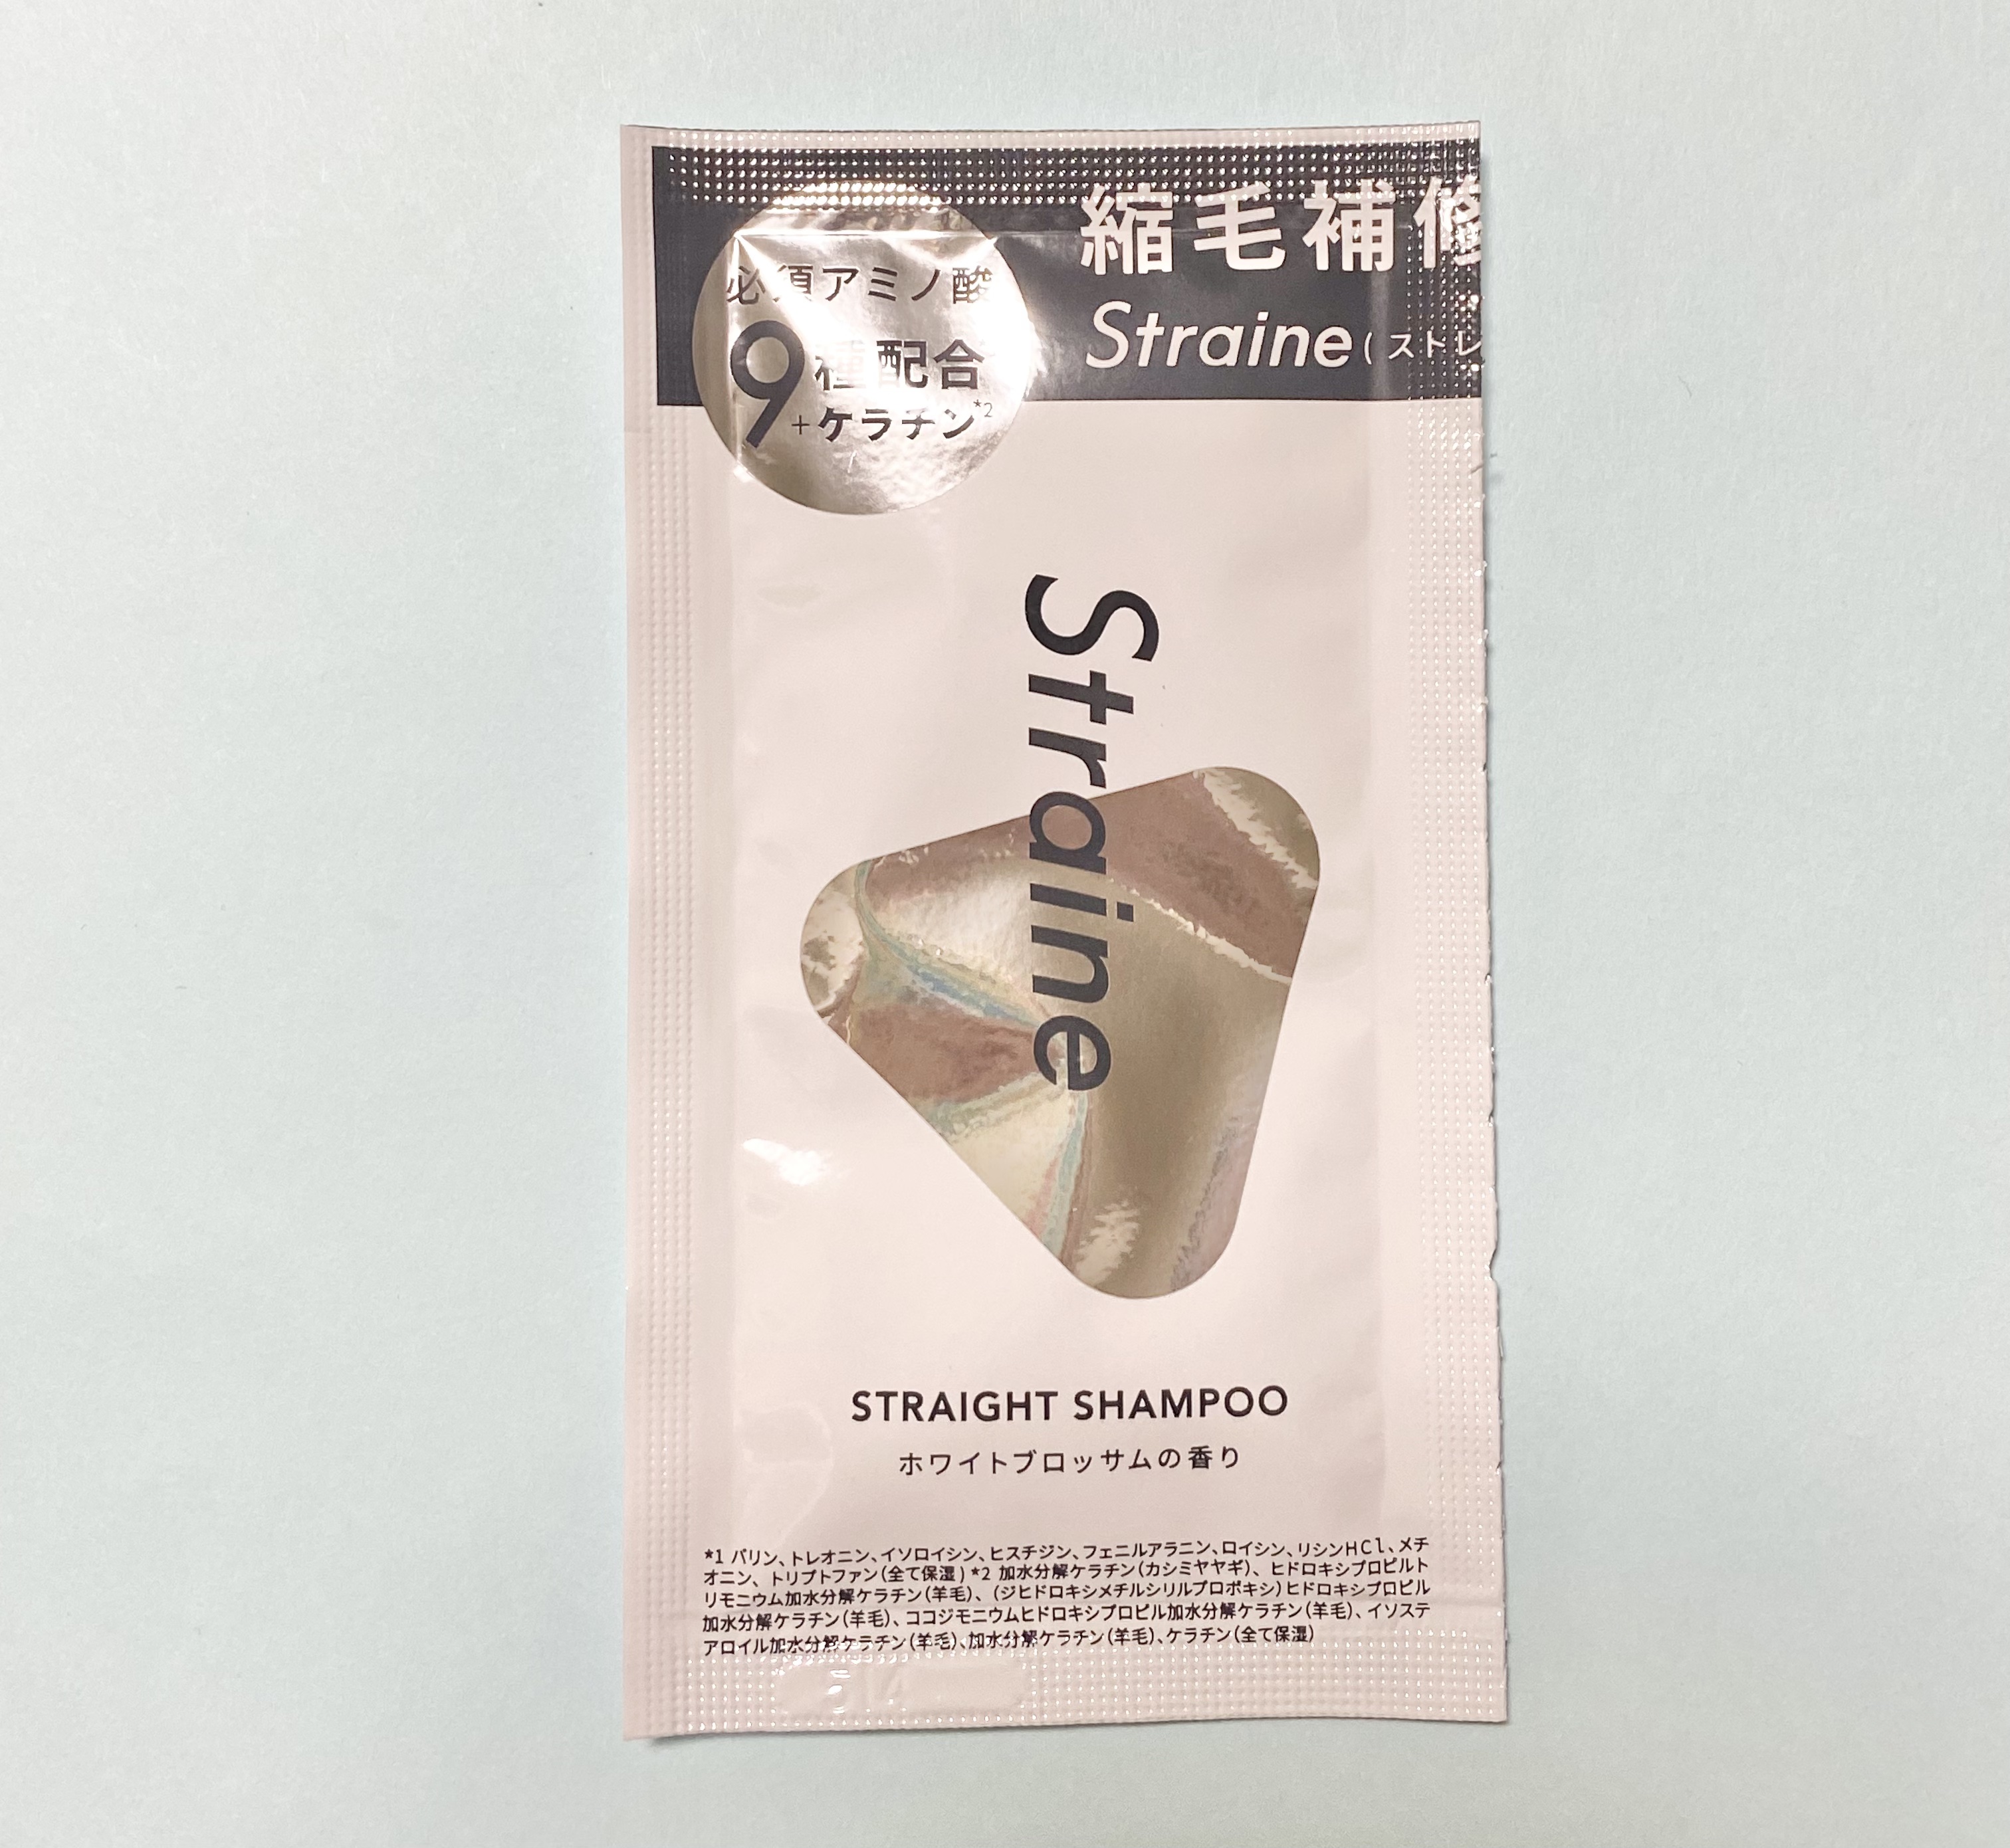 必須アミノ酸
9種配合
+ケラチン*2
縮毛補修
Straine(ストレ
Straine
STRAIGHT SHAMPOO
ホワイトブロッサムの香り
*1 バリン、トレオニン、イソロイシン、ヒスチジン、フェニルアラニン、ロイシン、リシンHCl、メチ
オニン、トリプトファン(全て保湿)*2 加水分解ケラチン(カシミヤヤギ)、ヒドロキシプロピルト
リモニウム加水分解ケラチン(羊毛)、(ジヒドロキシメチルシリルプロポキシ)ヒドロキシプロピル
加水分解ケラチン(羊毛)、ココジモニウムヒドロキシプロピル加水分解ケラチン(羊毛)、イソステ
アロイル加水分解ケラチン(羊毛)、加水分解ケラチン(羊毛)、ケラチン(全て保湿)